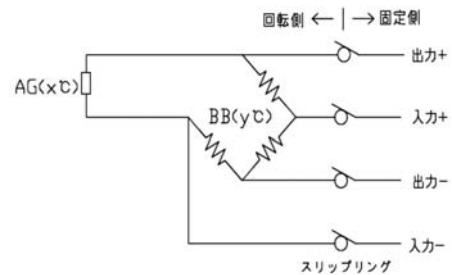 回転側 ← | → 固定側
出力+
AG(x℃)
BB(y℃)
入力+
出力-
入力-
スリップリング